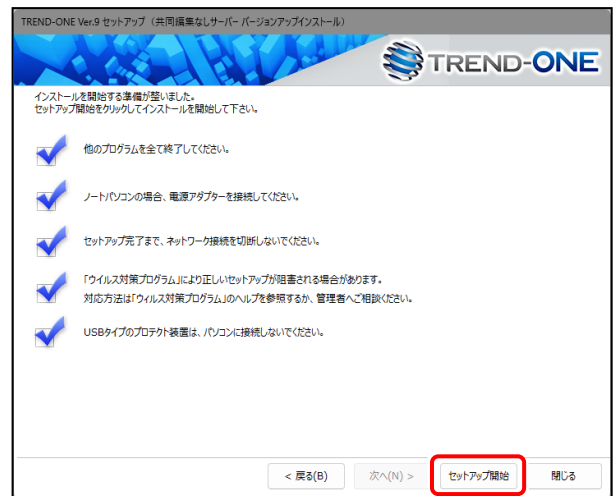 TREND-ONE Ver.9 セットアップ（共同編集なしサーバー バージョンアップインストール）
TREND-ONE
インストールを開始する準備が整いました。
セットアップ開始をクリックしてインストールを開始して下さい。
他のプログラムを全て終了してください。
ノートパソコンの場合、電源アダプターを接続してください。
セットアップ完了まで、ネットワーク接続を切断しないでください。
「ウイルス対策プログラム」により正しいセットアップが阻害される場合があります。
対応方法は「ウィルス対策プログラム」のヘルプを参照するか、管理者へご相談ください。
USBタイプのプロテクト装置は、パソコンに接続しないでください。
< 戻る(B) 次へ(N) > セットアップ開始 閉じる